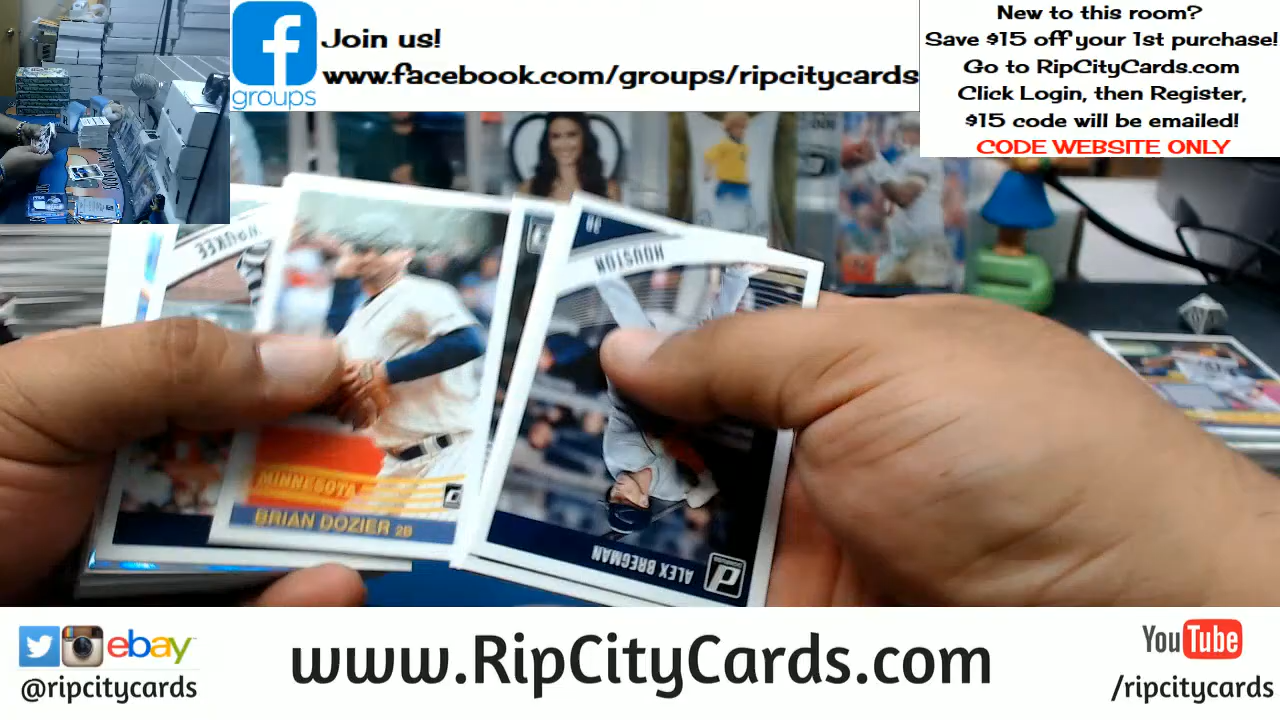 Join us!
www.facebook.com/groups/ripcitycards
groups
New to this room?
Save $15 off your 1st purchase!
Go to RipCityCards.com
Click Login, then Register,
$15 code will be emailed!
CODE WEBSITE ONLY
HOUSTON
3B
MINNESOTA
BRIAN DOZIER 2B
ALEX BREGMAN
ebay
@ripcitycards
www.RipCityCards.com
YouTube
/ripcitycards